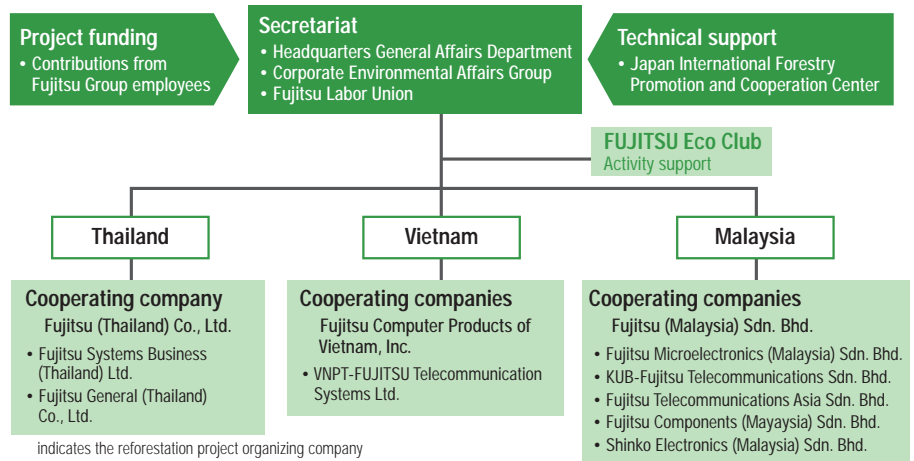 Project funding
• Contributions from
Fujitsu Group employees
Secretariat
• Headquarters General Affairs Department
• Corporate Environmental Affairs Group
• Fujitsu Labor Union
Technical support
• Japan International Forestry
Promotion and Cooperation Center
FUJITSU Eco Club
Activity support
Thailand
Vietnam
Malaysia
Cooperating company
Fujitsu (Thailand) Co., Ltd.
• Fujitsu Systems Business
(Thailand) Ltd.
• Fujitsu General (Thailand)
Co., Ltd.
Cooperating companies
Fujitsu Computer Products of
Vietnam, Inc.
• VNPT-FUJITSU Telecommunication
Systems Ltd.
Cooperating companies
Fujitsu (Malaysia) Sdn. Bhd.
• Fujitsu Microelectronics (Malaysia) Sdn. Bhd.
• KUB-Fujitsu Telecommunications Sdn. Bhd.
• Fujitsu Telecommunications Asia Sdn. Bhd.
• Fujitsu Components (Mayaysia) Sdn. Bhd.
• Shinko Electronics (Malaysia) Sdn. Bhd.
indicates the reforestation project organizing company